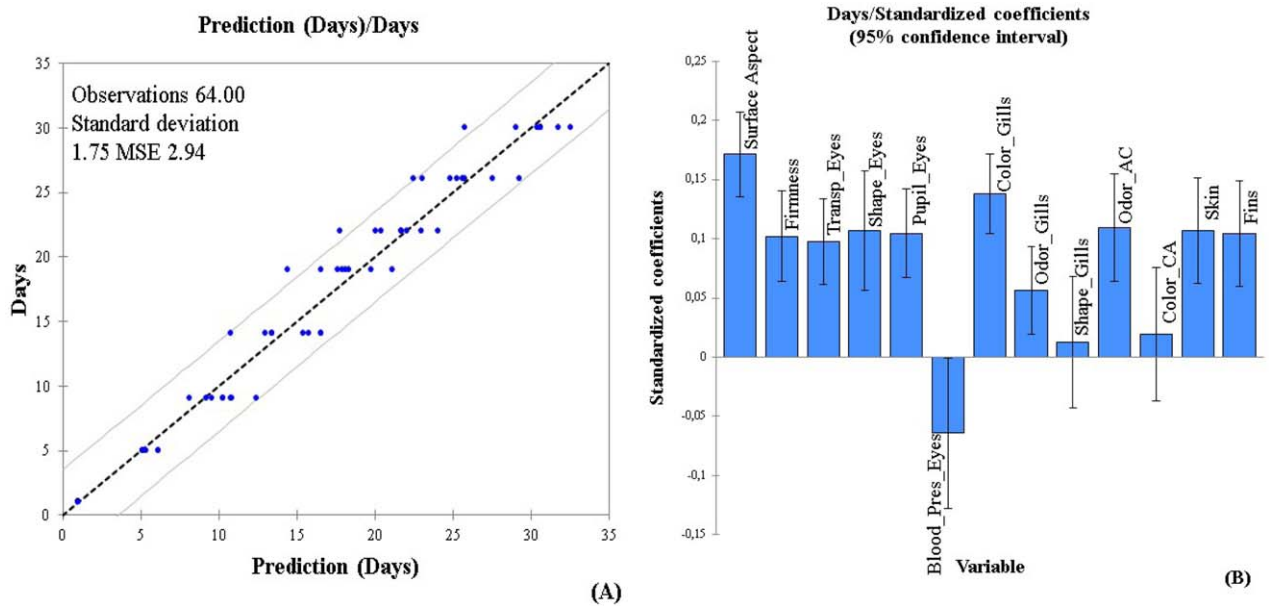 Prediction (Days)/Days
35
30
25
20
15
10
5
0
Observations 64.00
Standard deviation
1.75 MSE 2.94
Days
0
5
10
15
20
25
30
35
Prediction (Days)
(A)
Days/Standardized coefficients
(95% confidence interval)
0,25
0,2
0,15
0,1
0,05
0
-0,05
-0,1
-0,15
Standardized coefficients
Surface Aspect
Firmness
Transp_Eyes
Shape_Eyes
Pupil_Eyes
Blood_Pres_Eyes
Color_Gills
Odor_Gills
Shape_Gills
Odor_AC
Color_CA
Skin
Fins
Variable
(B)